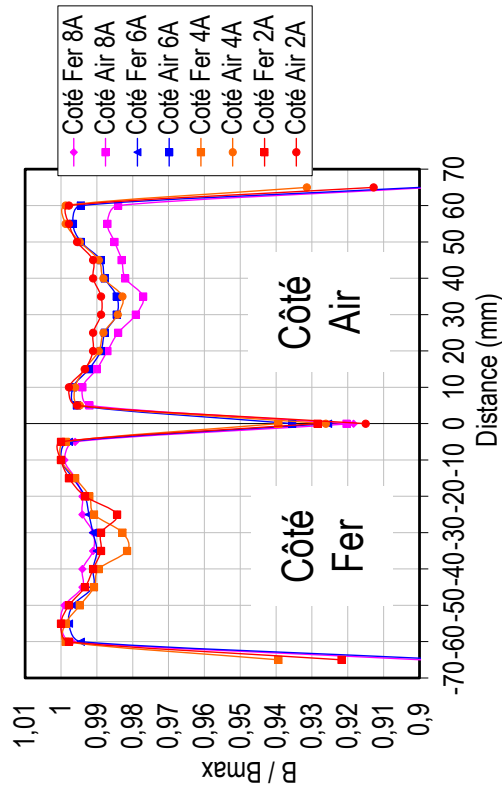 Coté Fer 8A
Coté Air 8A
Coté Fer 6A
Coté Air 6A
Coté Fer 4A
Coté Air 4A
Coté Fer 2A
Coté Air 2A
B / Bmax
1,01
1
0,99
0,98
0,97
0,96
0,95
0,94
0,93
0,92
0,91
0,9
Côté
Fer
Côté
Air
-70 -60 -50 -40 -30 -20 -10 0 10 20 30 40 50 60 70
Distance (mm)